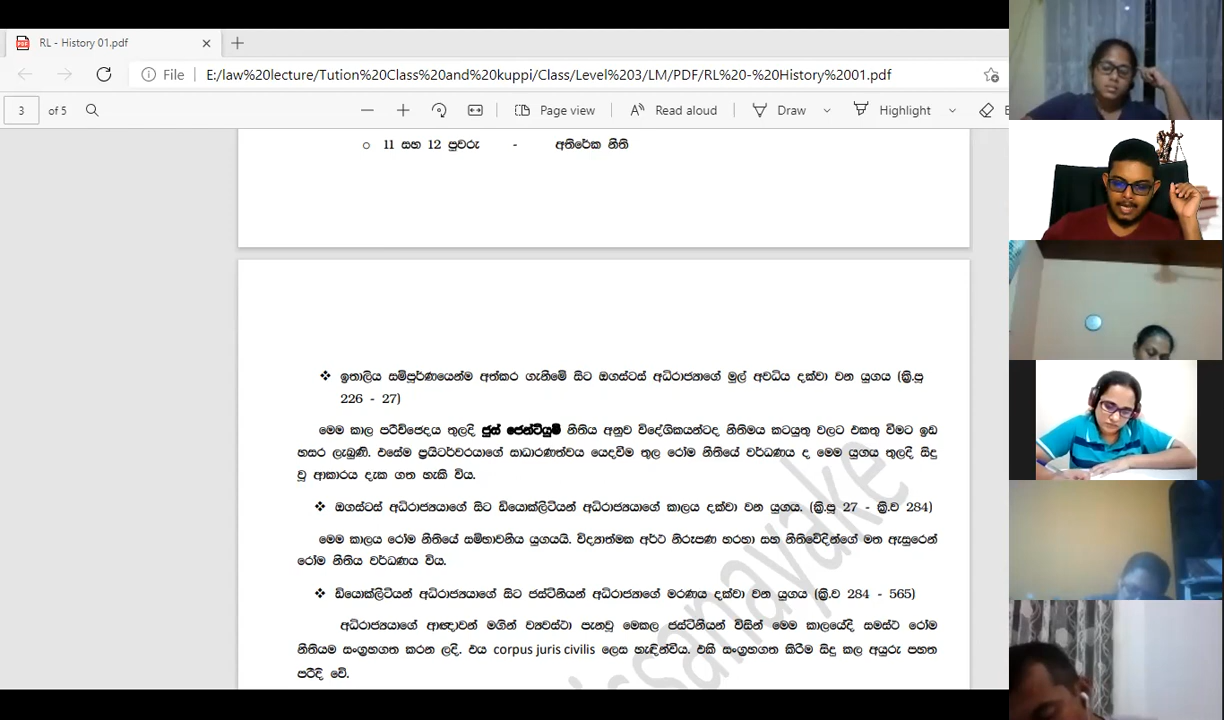 RL - History 01.pdf
File
E:/law%20lecture/Tution%20Class%20and%20kuppi/Class/Level%203/LM/PDF/RL%20-%20History%2001.pdf
3 of 5
Page view
Read aloud
Draw
Highlight
11 සහ 12 පුවරු - අතිරේක නීති
ඉතාලිය සම්පූර්ණයෙන්ම අත්කර ගැනීමේ සිට ඔගස්ටස් අධිරාජ්‍යාගේ මුල් අවධිය දක්වා වන යුගය (ක්‍රි.පූ
226 - 27)
මෙම කාල පරිච්ඡේදය තුලදී ජුස් ජෙන්ටියුම් නීතිය අනුව විදේශිකයන්ටද නීතිමය කටයුතු වලට එකතු වීමට ඉඩ
හසර ලැබුණි. එසේම ප්‍රයිටර්වරයාගේ සාධාරණත්වය යෙදවීම තුල රෝම නීතියේ වර්ධණය ද මෙම යුගය තුලදී සිදු
වූ ආකාරය දැක ගත හැකි විය.
ඔගස්ටස් අධිරාජ්‍යයාගේ සිට ඩියොක්ලිටියන් අධිරාජ්‍යයාගේ කාලය දක්වා වන යුගය. (ක්‍රි.පූ 27 - ක්‍රි.ව 284)
මෙම කාලය රෝම නීතියේ සම්භාවනීය යුගයයි. විද්‍යාත්මක අර්ථ නිරුපණ හරහා සහ නීතිවේදීන්ගේ මත ඇසුරෙන්
රෝම නීතිය වර්ධණය විය.
ඩියොක්ලිටියන් අධිරාජ්‍යයාගේ සිට ජස්ටිනියන් අධිරාජ්‍යාගේ මරණය දක්වා වන යුගය (ක්‍රි.ව 284 - 565)
අධිරාජ්‍යයාගේ ආඥාවන් මගින් ව්‍යවස්ථා පැනවූ මෙකල ජස්ටිනියන් විසින් මෙම කාලයේදී සමස්ථ රෝම
නීතියම සංග්‍රහගත කරන ලදී. එය corpus juris civilis ලෙස හැඳින්විය. එකී සංග්‍රහගත කිරීම සිදු කල අයුරු පහත
පරිදි වේ.